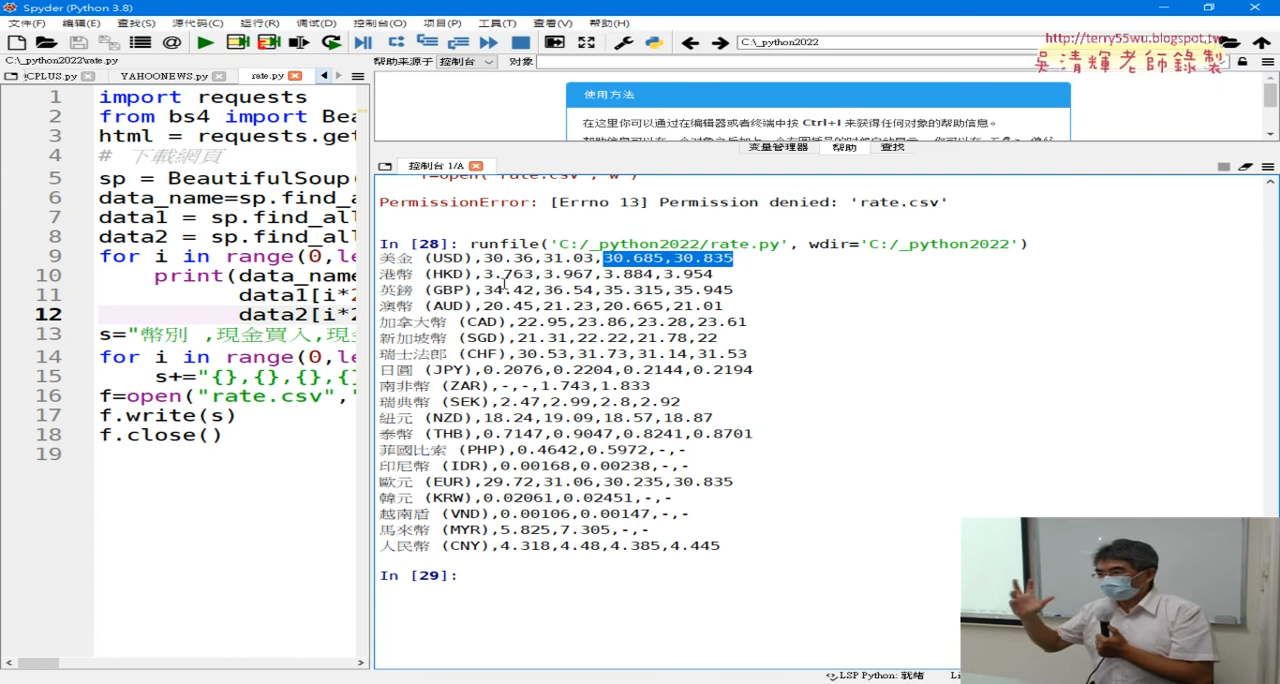 Spyder (Python 3.8)
文件(F) 编辑(E) 查找(S) 源代码(C) 运行(R) 调试(D) 控制台(O) 项目(P) 工具(T) 查看(V) 帮助(H)
C:\_python2022
http://terry55wu.blogspot.tw
吳清輝老師錄製
C:\_python2022\rate.py
CPLUS.py YAHOONEWS.py rate.py
帮助来源于 控制台 对象
1 import requests
2 from bs4 import Bea
3 html = requests.get
4 # 下載網頁
5 sp = BeautifulSoup(
6 data_name=sp.find_a
7 data1 = sp.find_all
8 data2 = sp.find_all
9 for i in range(0,le
10 print(data_name
11 data1[i*2
12 data2[i*2
13 s="幣別 ,現金買入,現
14 for i in range(0,le
15 s+="{},{},{},{
16 f=open("rate.csv",
17 f.write(s)
18 f.close()
19
使用方法
在这里你可以通过在编辑器或者终端中按 Ctrl+I 来获得任何对象的帮助信息。
变量管理器 帮助 查找
控制台 1/A
f=open('rate.csv','w')
PermissionError: [Errno 13] Permission denied: 'rate.csv'
In [28]: runfile('C:/_python2022/rate.py', wdir='C:/_python2022')
美金 (USD),30.36,31.03,30.685,30.835
港幣 (HKD),3.763,3.967,3.884,3.954
英鎊 (GBP),34.42,36.54,35.315,35.945
澳幣 (AUD),20.45,21.23,20.665,21.01
加拿大幣 (CAD),22.95,23.86,23.28,23.61
新加坡幣 (SGD),21.31,22.22,21.78,22
瑞士法郎 (CHF),30.53,31.73,31.14,31.53
日圓 (JPY),0.2076,0.2204,0.2144,0.2194
南非幣 (ZAR),-,-,1.743,1.833
瑞典幣 (SEK),2.47,2.99,2.8,2.92
紐元 (NZD),18.24,19.09,18.57,18.87
泰幣 (THB),0.7147,0.9047,0.8241,0.8701
菲國比索 (PHP),0.4642,0.5972,-,-
印尼幣 (IDR),0.00168,0.00238,-,-
歐元 (EUR),29.72,31.06,30.235,30.835
韓元 (KRW),0.02061,0.02451,-,-
越南盾 (VND),0.00106,0.00147,-,-
馬來幣 (MYR),5.825,7.305,-,-
人民幣 (CNY),4.318,4.48,4.385,4.445
In [29]:
LSP Python: 就绪